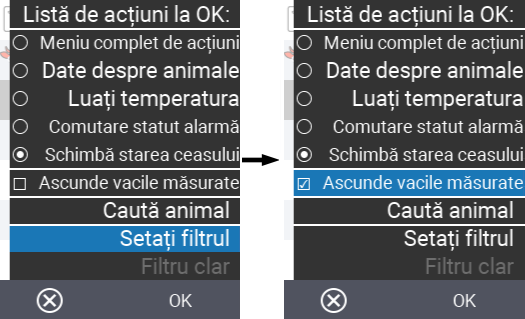 Listă de acțiuni la OK:
Meniu complet de acțiuni
Date despre animale
Luați temperatura
Comutare statut alarmă
Schimbă starea ceasului
Ascunde vacile măsurate
Caută animal
Setați filtrul
Filtru clar
OK
Listă de acțiuni la OK:
Meniu complet de acțiuni
Date despre animale
Luați temperatura
Comutare statut alarmă
Schimbă starea ceasului
Ascunde vacile măsurate
Caută animal
Setați filtrul
Filtru clar
OK